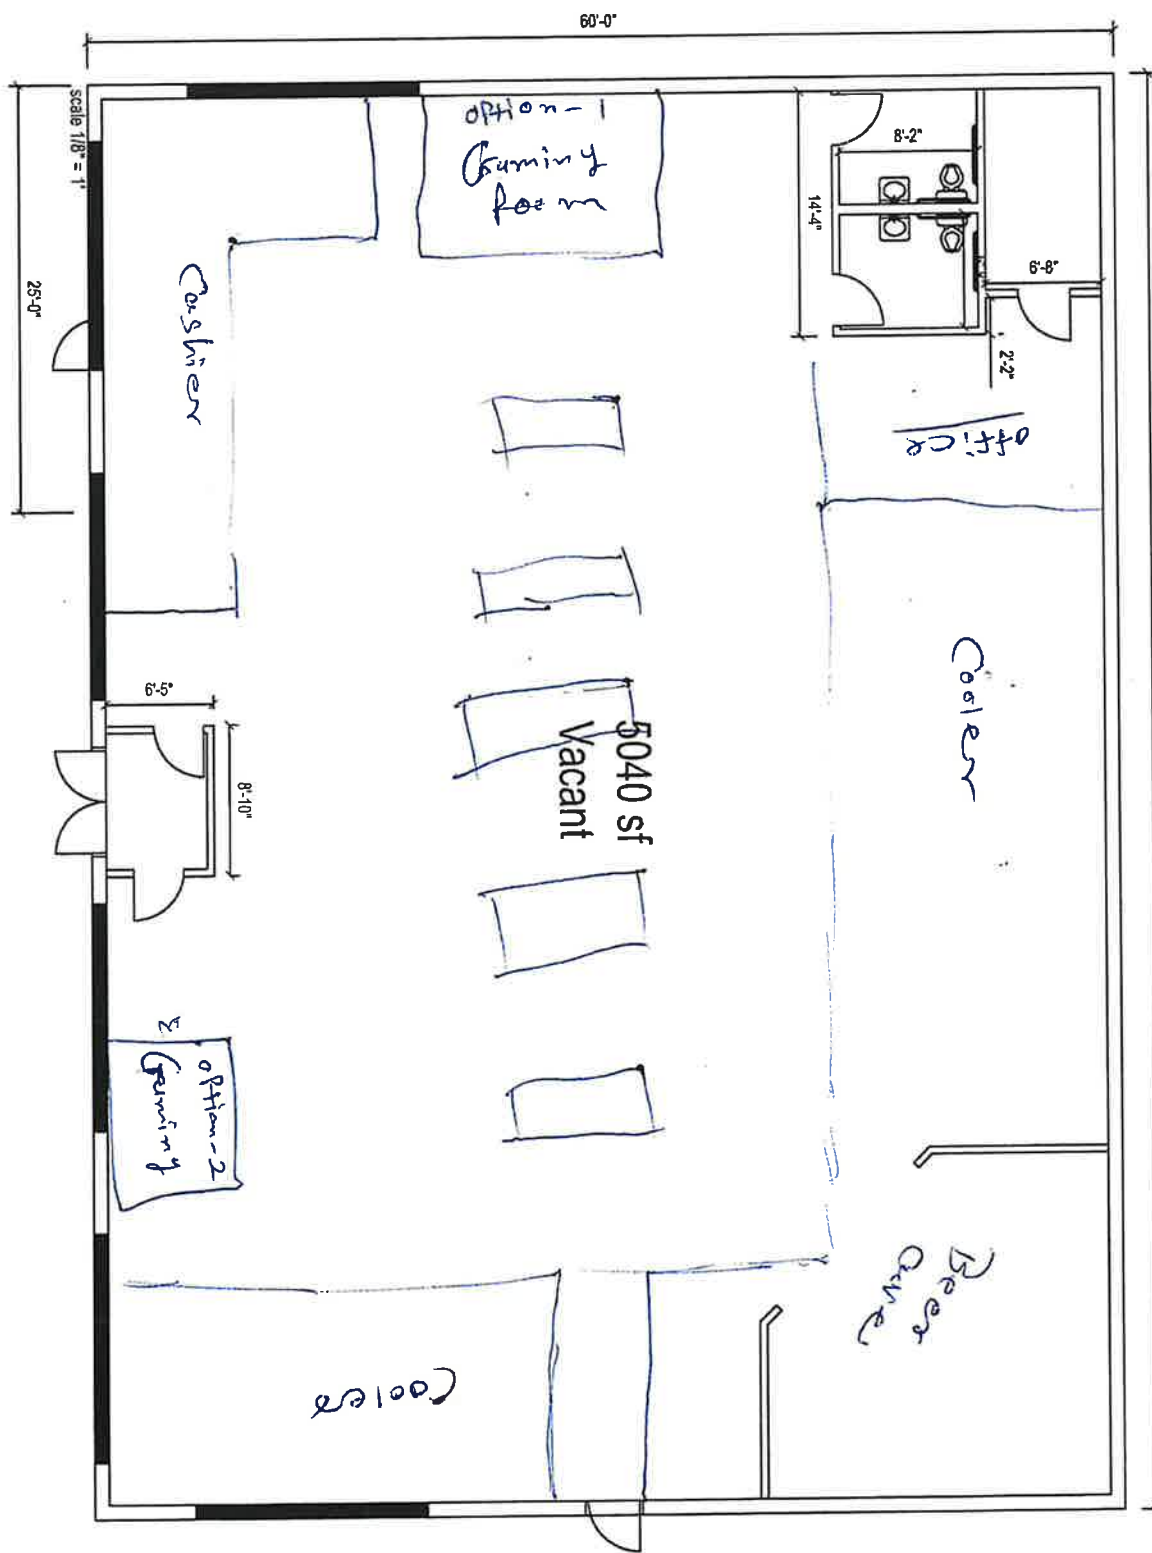 60'-0"
scale 1/8" = 1'
25'-0"
option-1
Gaming
Room
8'-2"
14'-4"
6'-8"
2'-2"
office
Cashier
Cooler
5040 sf
Vacant
6'-5"
8'-10"
option-2
Gaming
Beer
Cave
Cooler